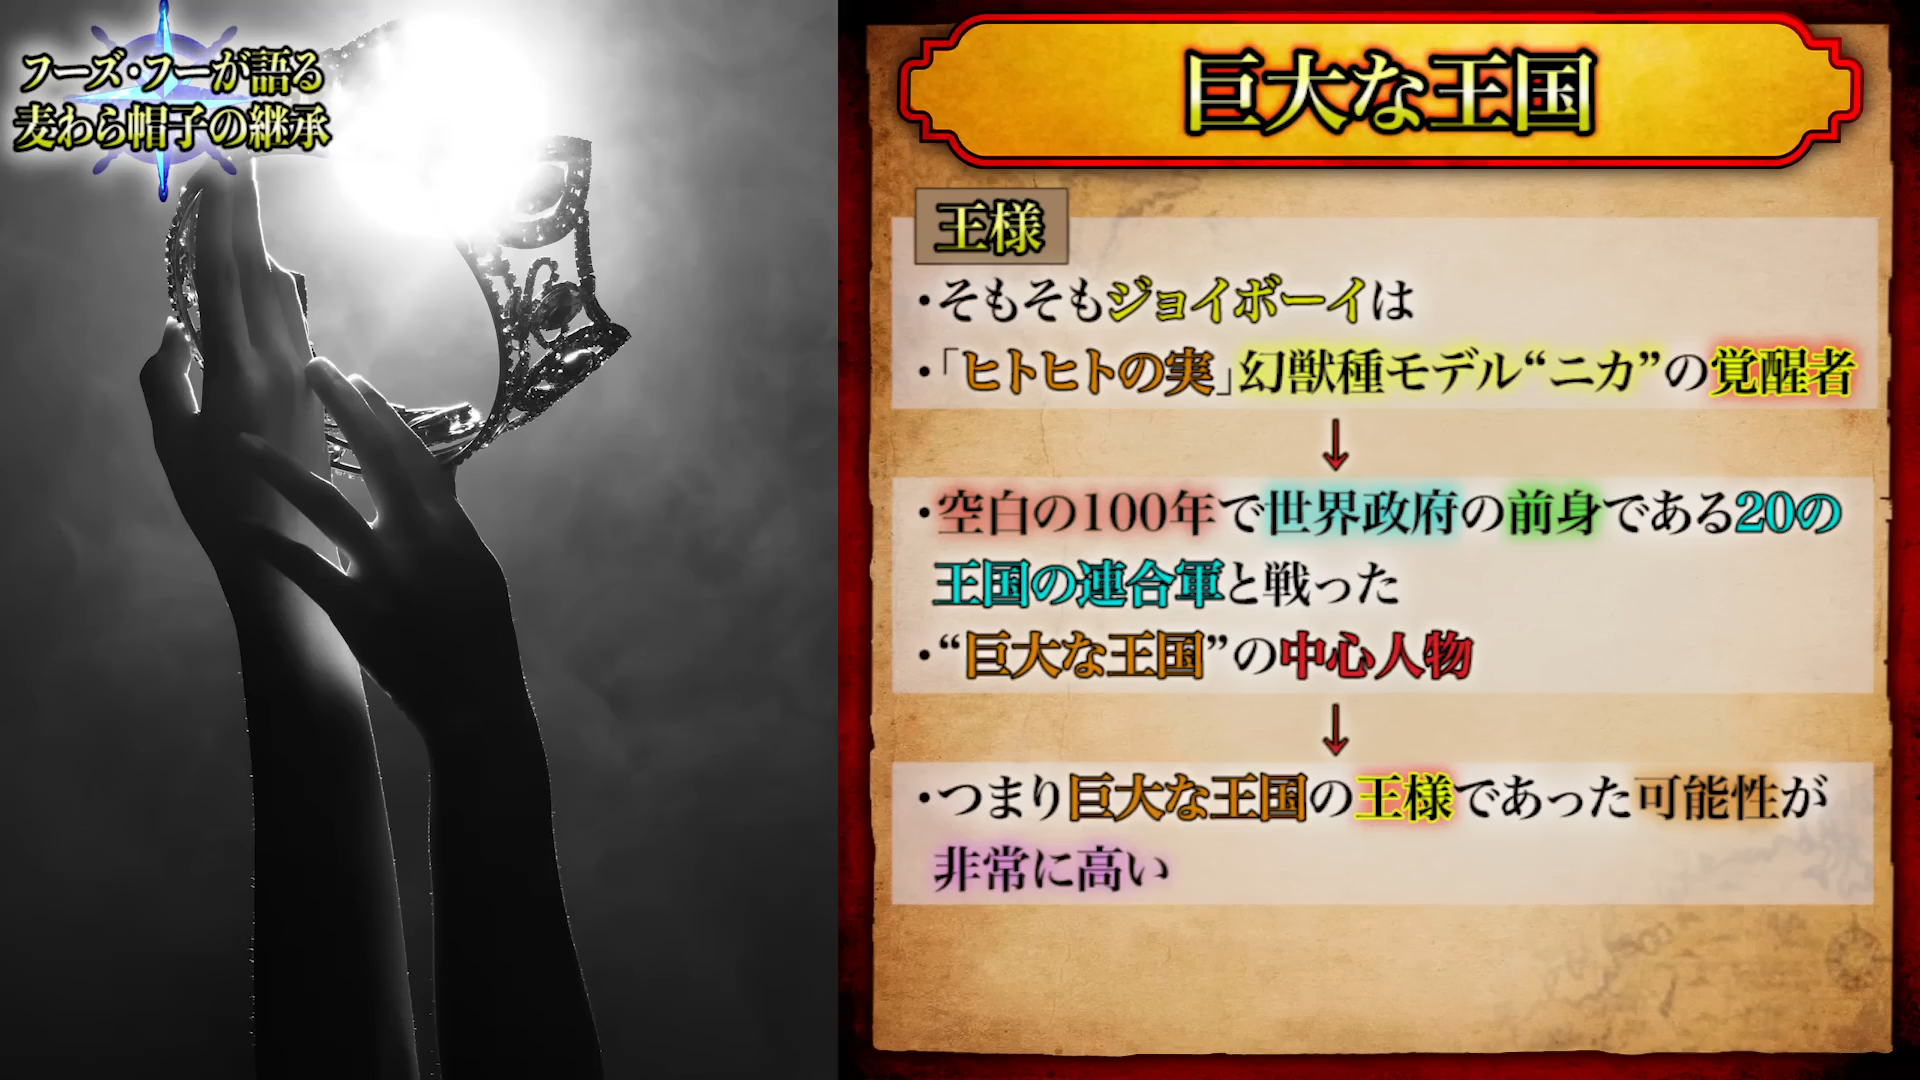 フーズ・フーが語る
麦わら帽子の継承
巨大な王国
王様
・そもそもジョイボーイは
・「ヒトヒトの実」幻獣種モデル“ニカ”の覚醒者
↓
・空白の100年で世界政府の前身である20の
王国の連合軍と戦った
・“巨大な王国”の中心人物
↓
・つまり巨大な王国の王様であった可能性が
非常に高い